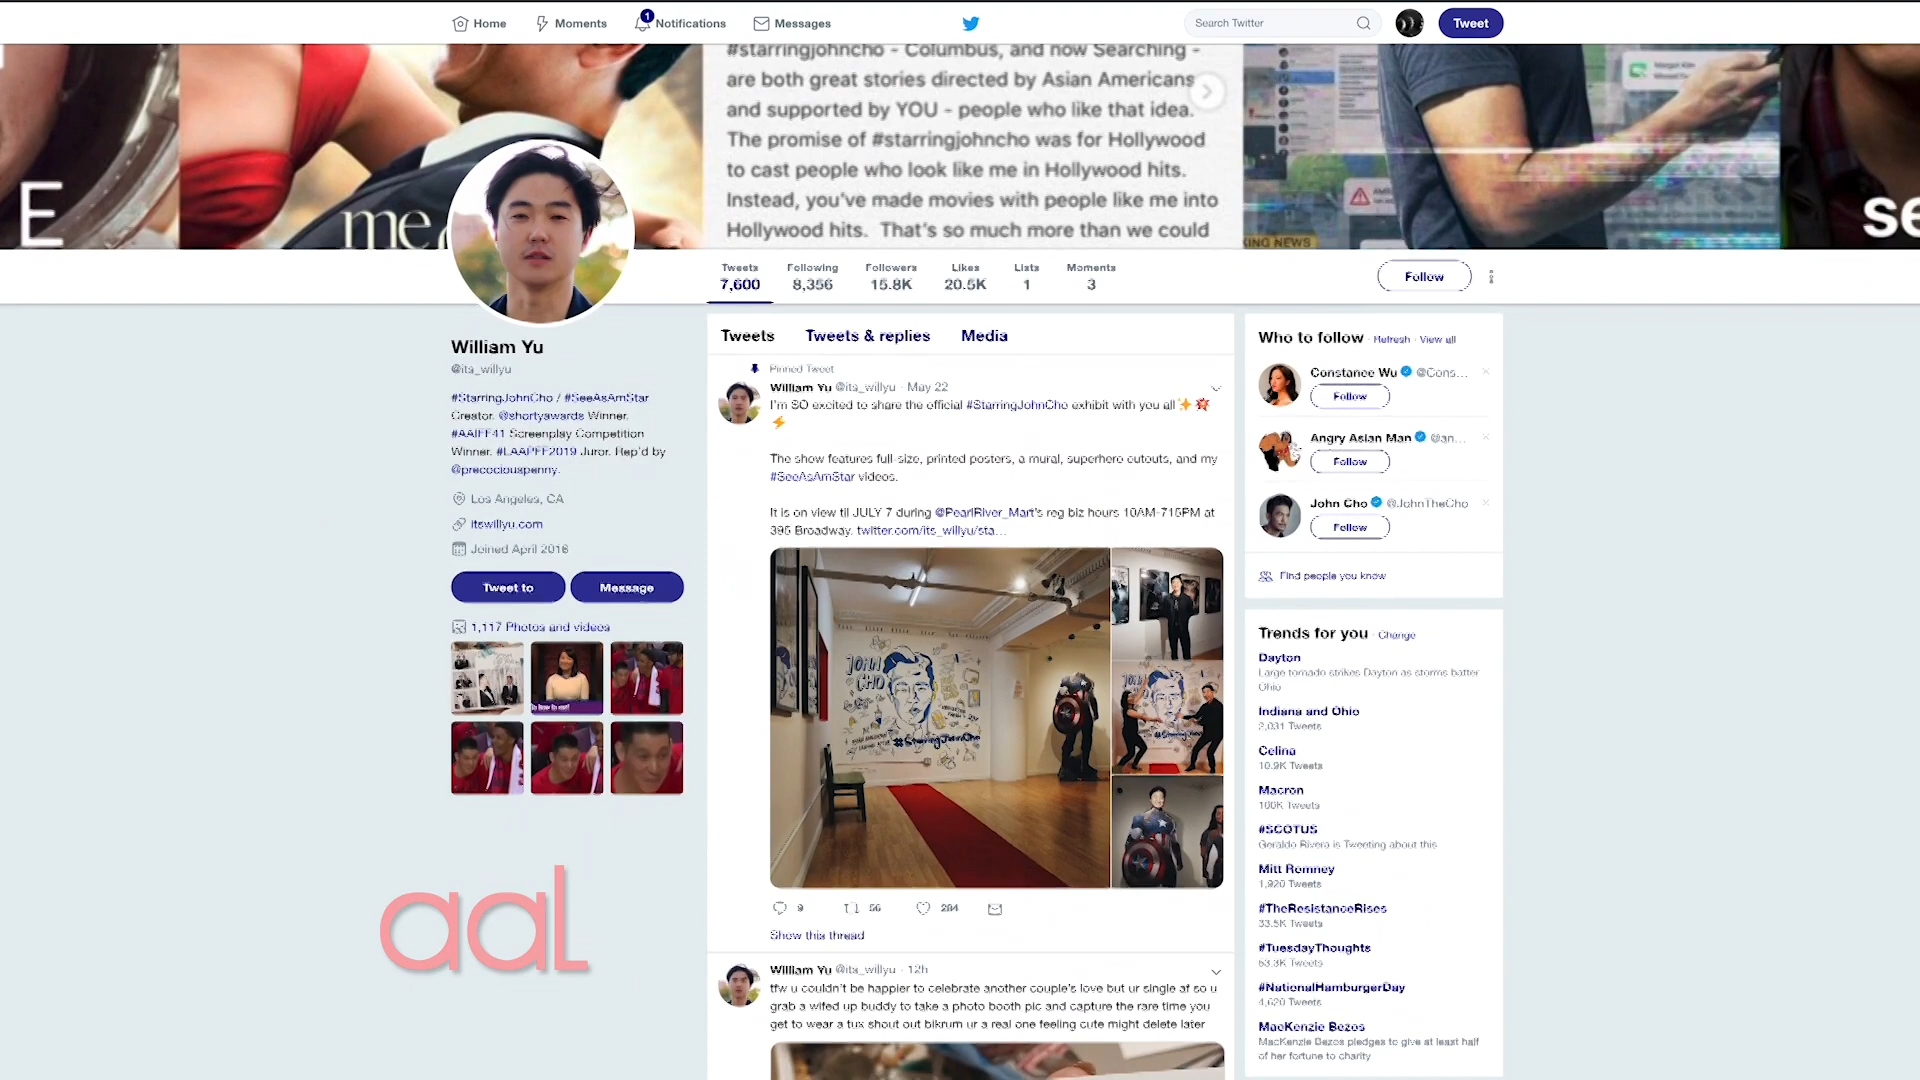 Home
Moments
1
Notifications
Messages
Search Twitter
Tweet
#starringjohncho - Columbus, and now Searching -
are both great stories directed by Asian Americans
and supported by YOU - people who like that idea.
The promise of #starringjohncho was for Hollywood
to cast people who look like me in Hollywood hits.
Instead, you've made movies with people like me into
Hollywood hits. That's so much more than we could
E
me
KING NEWS
se
Tweets
7,600
Following
8,356
Followers
15.8K
Likes
20.5K
Lists
1
Moments
3
Follow
William Yu
@its_willyu
#StarringJohnCho / #SeeAsAmStar
Creator. @shortyawards Winner.
#AAIFF41 Screenplay Competition
Winner. #LAAPFF2019 Juror. Rep'd by
@precociouspenny.
Los Angeles, CA
itswillyu.com
Joined April 2016
Tweet to
Message
1,117 Photos and videos
aaL
Tweets
Tweets & replies
Media
Pinned Tweet
William Yu @its_willyu · May 22
I'm SO excited to share the official #StarringJohnCho exhibit with you all
The show features full-size, printed posters, a mural, superhero cutouts, and my
#SeeAsAmStar videos.
It is on view til JULY 7 during @PearlRiver_Mart's reg biz hours 10AM-715PM at
395 Broadway. twitter.com/its_willyu/sta…
JOHN
CHO
#StarringJohnCho
9
56
284
Show this thread
William Yu @its_willyu · 12h
tfw u couldn't be happier to celebrate another couple's love but ur single af so u
grab a wifed up buddy to take a photo booth pic and capture the rare time you
get to wear a tux shout out bikrum ur a real one feeling cute might delete later
Who to follow · Refresh · View all
Constance Wu @Cons...
Follow
Angry Asian Man @an...
Follow
John Cho @JohnTheCho
Follow
Find people you know
Trends for you · Change
Dayton
Large tornado strikes Dayton as storms batter
Ohio
Indiana and Ohio
2,031 Tweets
Celina
10.9K Tweets
Macron
100K Tweets
#SCOTUS
Geraldo Rivera is Tweeting about this
Mitt Romney
1,920 Tweets
#TheResistanceRises
33.5K Tweets
#TuesdayThoughts
53.3K Tweets
#NationalHamburgerDay
4,620 Tweets
MacKenzie Bezos
MacKenzie Bezos pledges to give at least half
of her fortune to charity